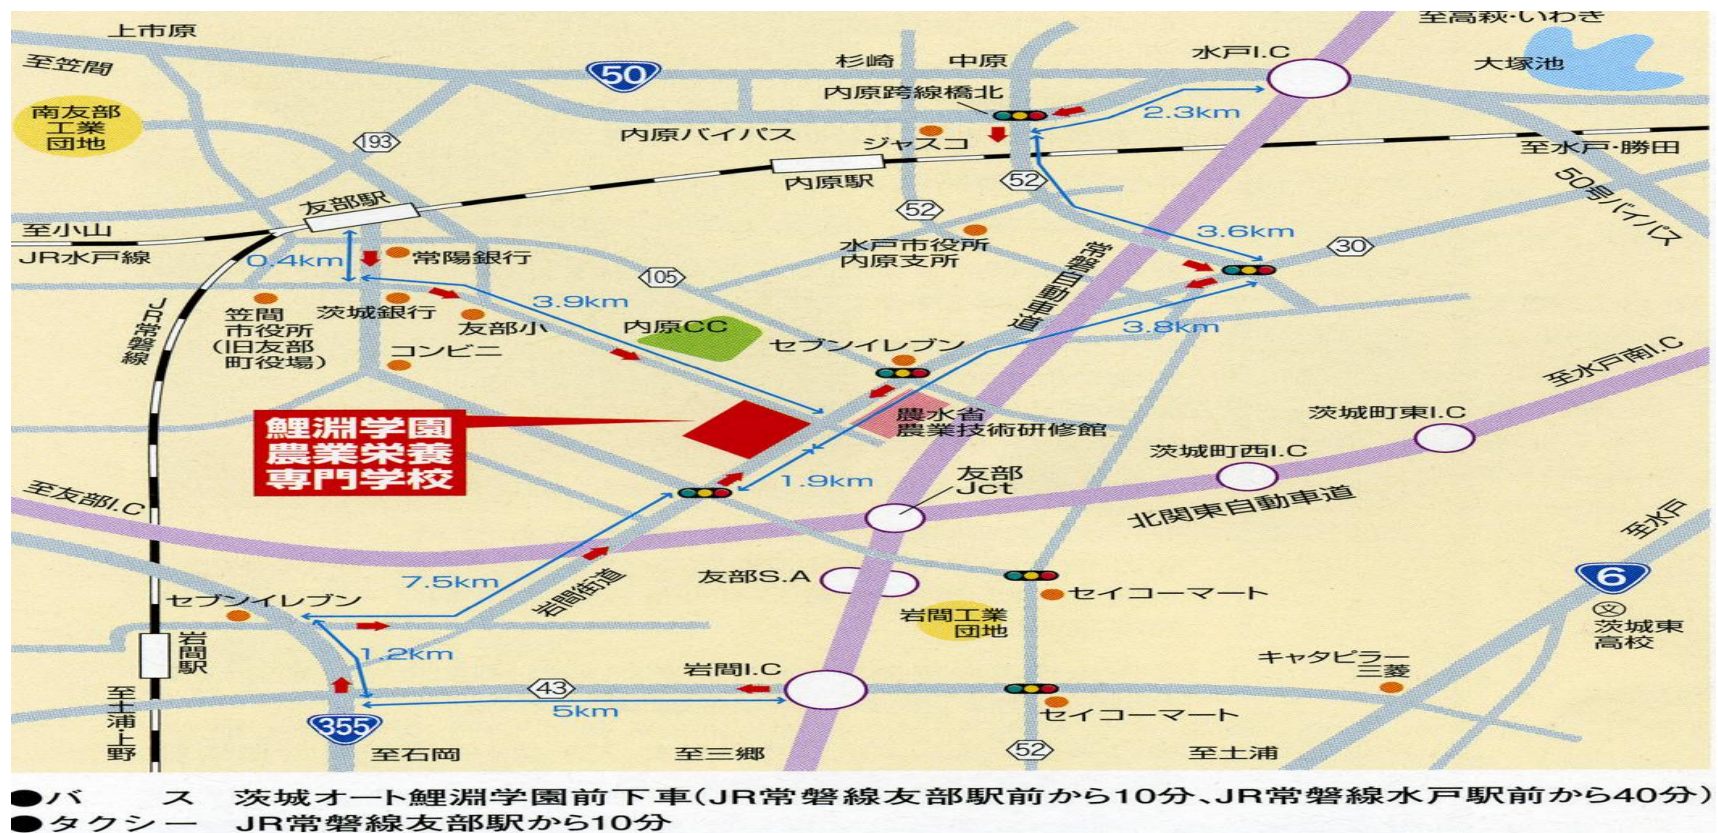 至高萩・いわき
上市原
至笠間
50
杉崎
中原
水戸I.C
大塚池
内原跨線橋北
南友部
工業
団地
2.3km
内原バイパス
193
ジャスコ
至水戸・勝田
内原駅
52
50号バイパス
友部駅
52
至小山
JR水戸線
0.4km
常陽銀行
水戸市役所
内原支所
常磐自動車道
3.6km
30
105
3.9km
JR常磐線
笠間
市役所
(旧友部
町役場)
茨城銀行
友部小
内原CC
3.8km
コンビニ
セブンイレブン
至水戸南I.C
鯉淵学園
農業栄養
専門学校
農水省
農業技術研修館
茨城町東I.C
茨城町西I.C
至友部I.C
1.9km
友部
Jct
北関東自動車道
至水戸
7.5km
岩間街道
友部S.A
セイコーマート
6
セブンイレブン
岩間工業
団地
文
茨城東
高校
岩間駅
1.2km
岩間I.C
キャタピラー
三菱
43
5km
セイコーマート
至土浦・上野
355
至石岡
至三郷
52
至土浦
●バス 茨城オート鯉淵学園前下車(JR常磐線友部駅前から10分、JR常磐線水戸駅前から40分)
●タクシー JR常磐線友部駅から10分